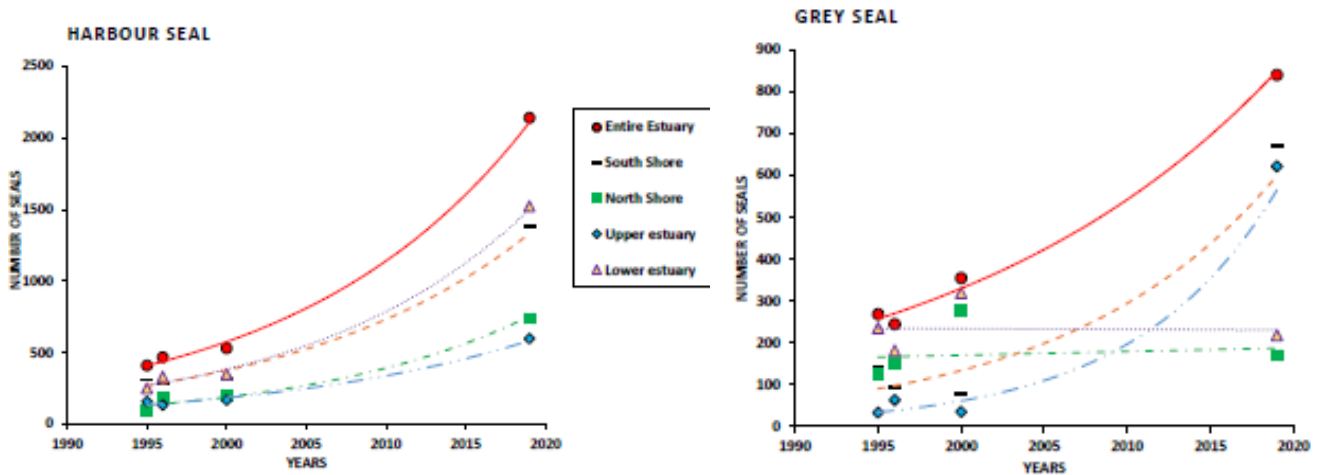 HARBOUR SEAL
2500
2000
1500
1000
500
0
NUMBER OF SEALS
1990 1995 2000 2005 2010 2015 2020
YEARS
Entire Estuary
South Shore
North Shore
Upper estuary
Lower estuary
GREY SEAL
900
800
700
600
500
400
300
200
100
0
NUMBER OF SEALS
1990 1995 2000 2005 2010 2015 2020
YEARS